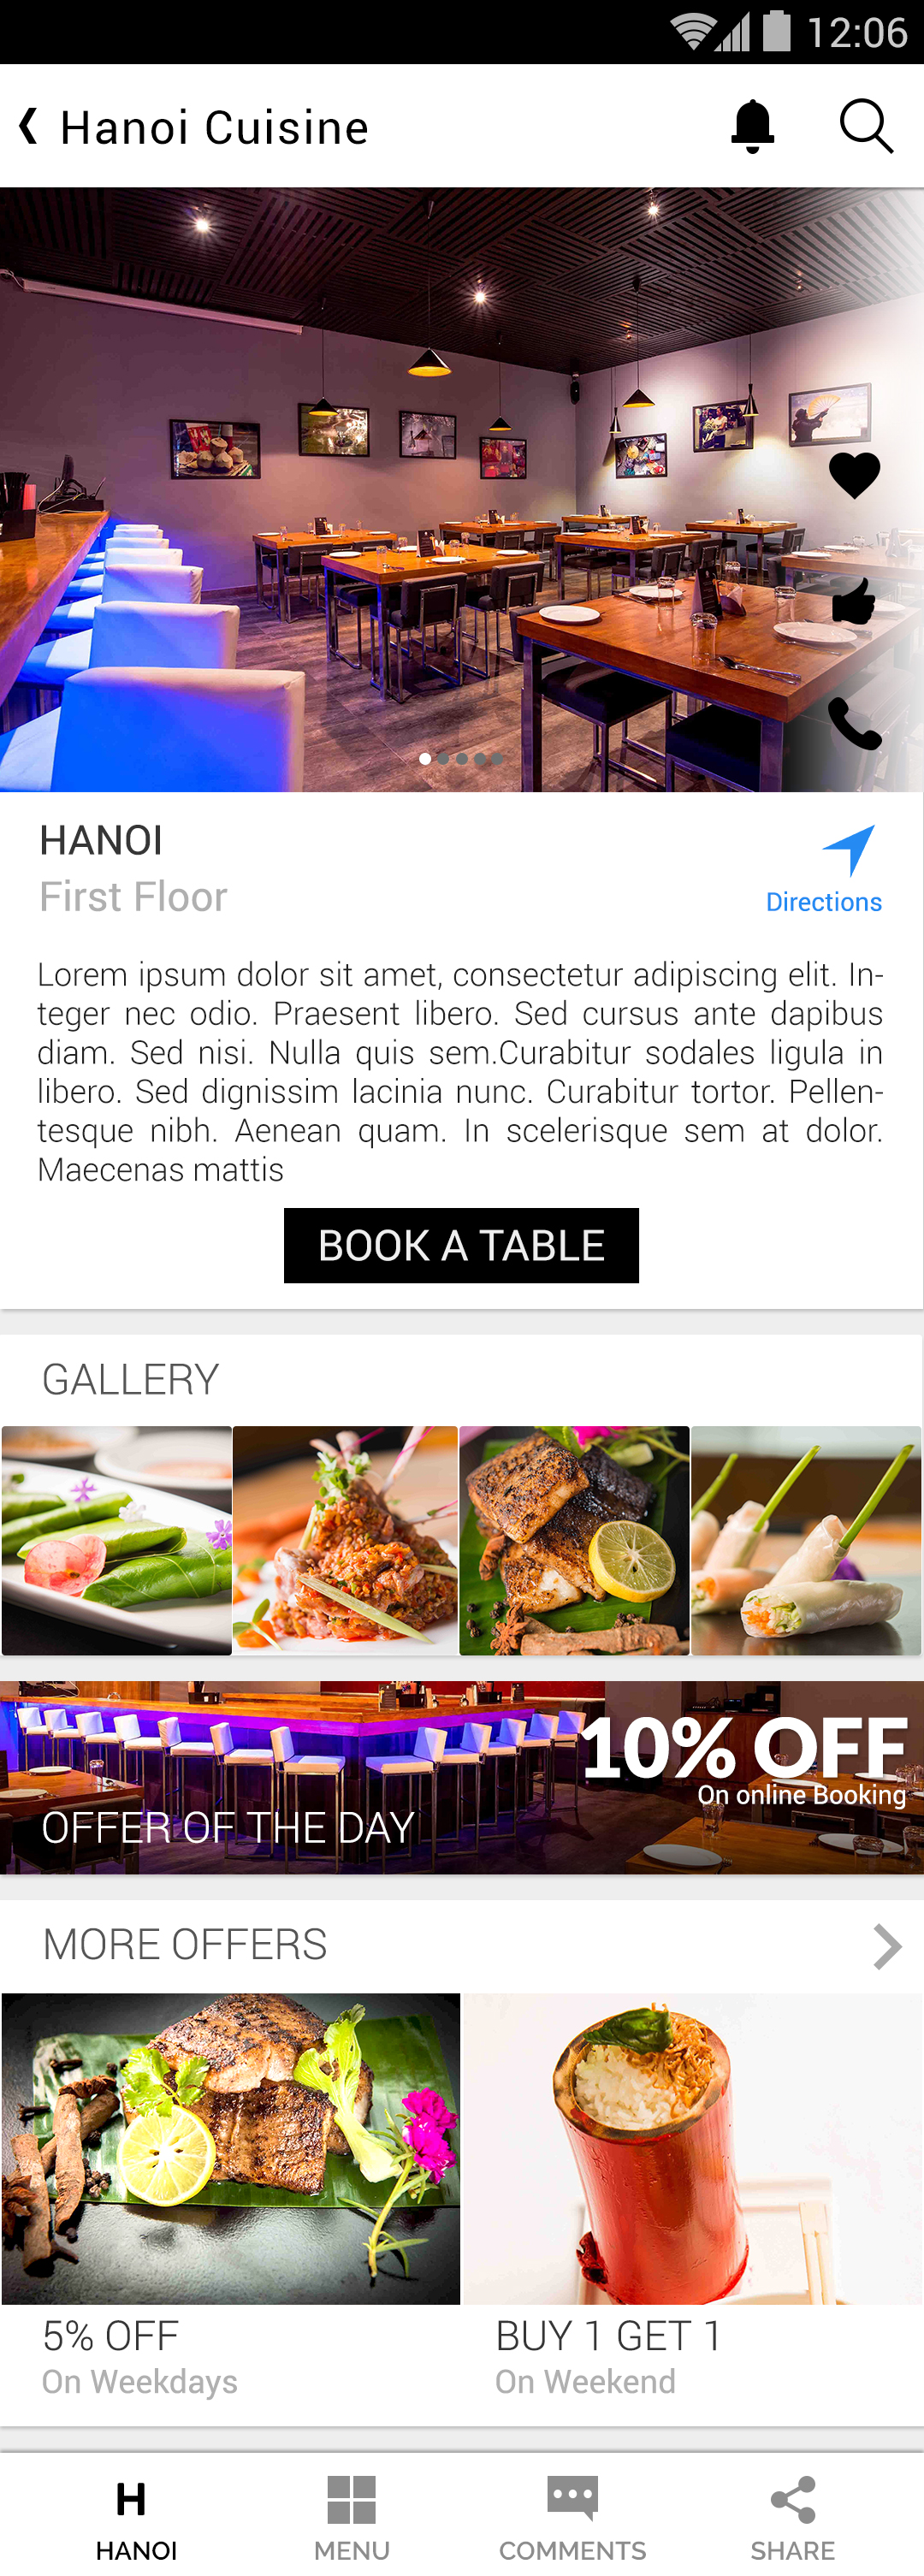 12:06
Hanoi Cuisine
HANOI
First Floor
Directions
Lorem ipsum dolor sit amet, consectetur adipiscing elit. In-
teger nec odio. Praesent libero. Sed cursus ante dapibus
diam. Sed nisi. Nulla quis sem.Curabitur sodales ligula in
libero. Sed dignissim lacinia nunc. Curabitur tortor. Pellen-
tesque nibh. Aenean quam. In scelerisque sem at dolor.
Maecenas mattis
BOOK A TABLE
GALLERY
10% OFF
On online Booking
OFFER OF THE DAY
MORE OFFERS
5% OFF
On Weekdays
BUY 1 GET 1
On Weekend
H
HANOI
MENU
COMMENTS
SHARE